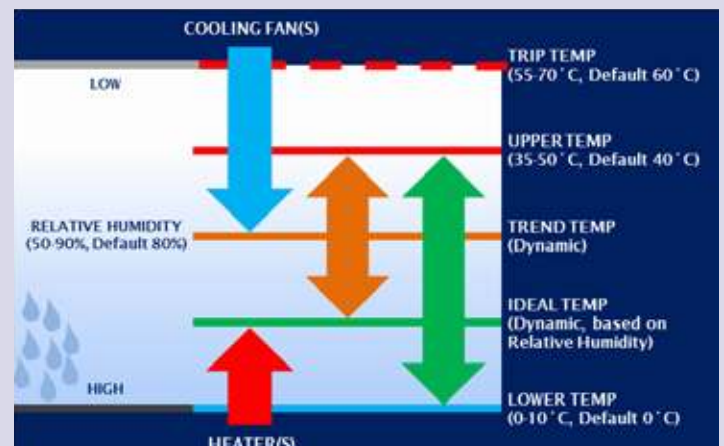 COOLING FAN(S)
TRIP TEMP
(55-70˚C, Default 60˚C)
LOW
UPPER TEMP
(35-50˚C, Default 40˚C)
RELATIVE HUMIDITY
(50-90%, Default 80%)
TREND TEMP
(Dynamic)
IDEAL TEMP
(Dynamic, based on
Relative Humidity)
HIGH
LOWER TEMP
(0-10˚C, Default 0˚C)
HEATER(S)